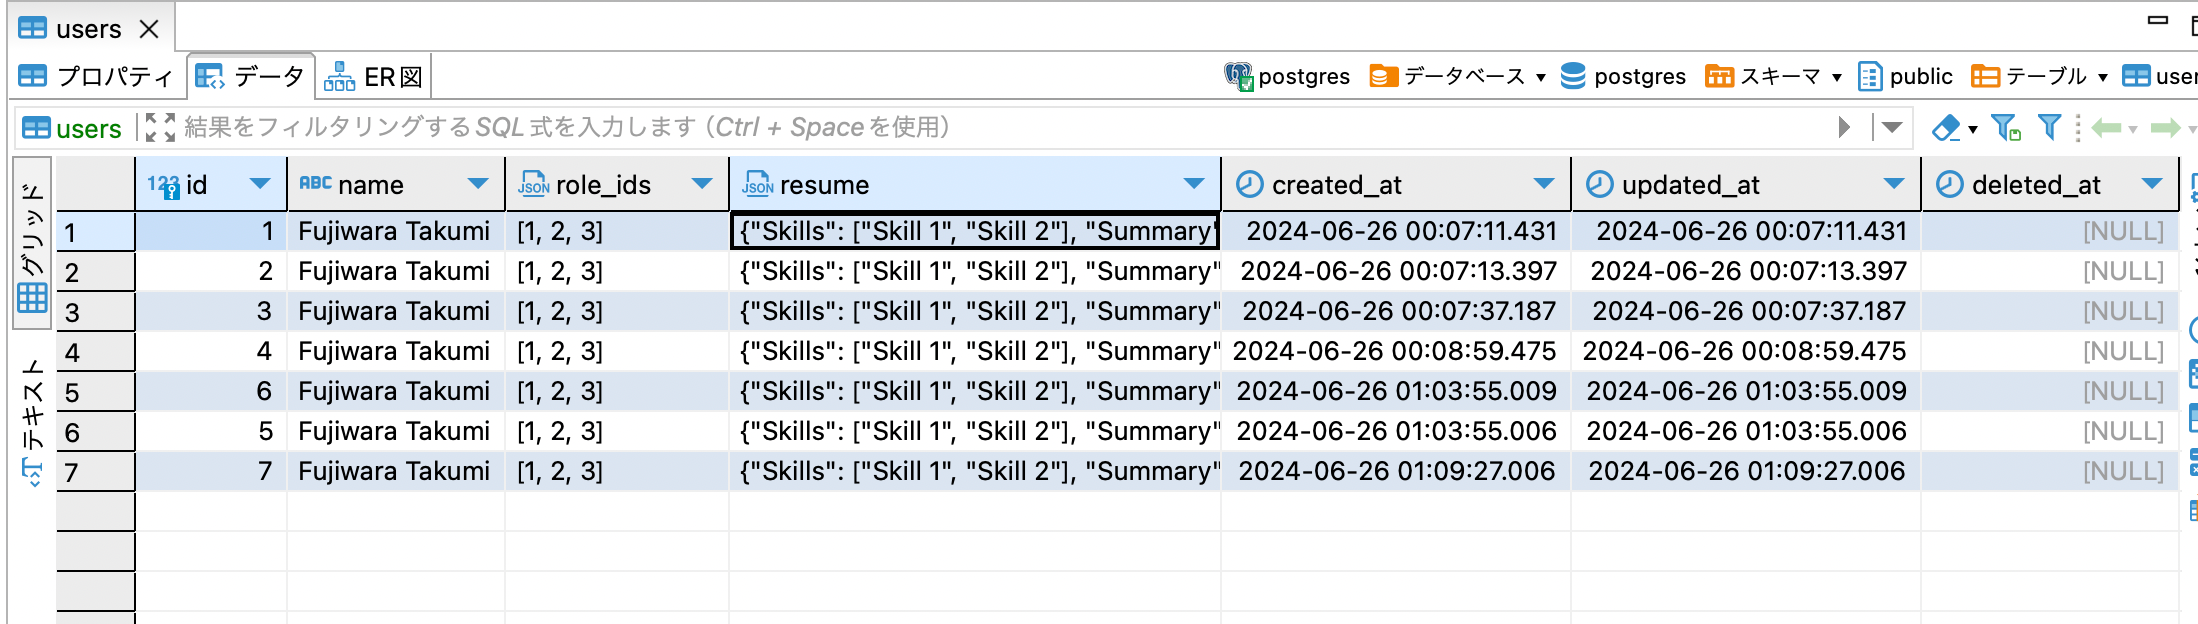 users
プロパティ データ ER図 postgres データベース postgres スキーマ public テーブル
users 結果をフィルタリングするSQL 式を入力します (Ctrl + Spaceを使用)
グリッド
テキスト
123 id ABC name JSON role_ids JSON resume created_at updated_at deleted_at
1 1 Fujiwara Takumi [1, 2, 3] {"Skills": ["Skill 1", "Skill 2"], "Summary" 2024-06-26 00:07:11.431 2024-06-26 00:07:11.431 [NULL]
2 2 Fujiwara Takumi [1, 2, 3] {"Skills": ["Skill 1", "Skill 2"], "Summary" 2024-06-26 00:07:13.397 2024-06-26 00:07:13.397 [NULL]
3 3 Fujiwara Takumi [1, 2, 3] {"Skills": ["Skill 1", "Skill 2"], "Summary" 2024-06-26 00:07:37.187 2024-06-26 00:07:37.187 [NULL]
4 4 Fujiwara Takumi [1, 2, 3] {"Skills": ["Skill 1", "Skill 2"], "Summary" 2024-06-26 00:08:59.475 2024-06-26 00:08:59.475 [NULL]
5 6 Fujiwara Takumi [1, 2, 3] {"Skills": ["Skill 1", "Skill 2"], "Summary" 2024-06-26 01:03:55.009 2024-06-26 01:03:55.009 [NULL]
6 5 Fujiwara Takumi [1, 2, 3] {"Skills": ["Skill 1", "Skill 2"], "Summary" 2024-06-26 01:03:55.006 2024-06-26 01:03:55.006 [NULL]
7 7 Fujiwara Takumi [1, 2, 3] {"Skills": ["Skill 1", "Skill 2"], "Summary" 2024-06-26 01:09:27.006 2024-06-26 01:09:27.006 [NULL]